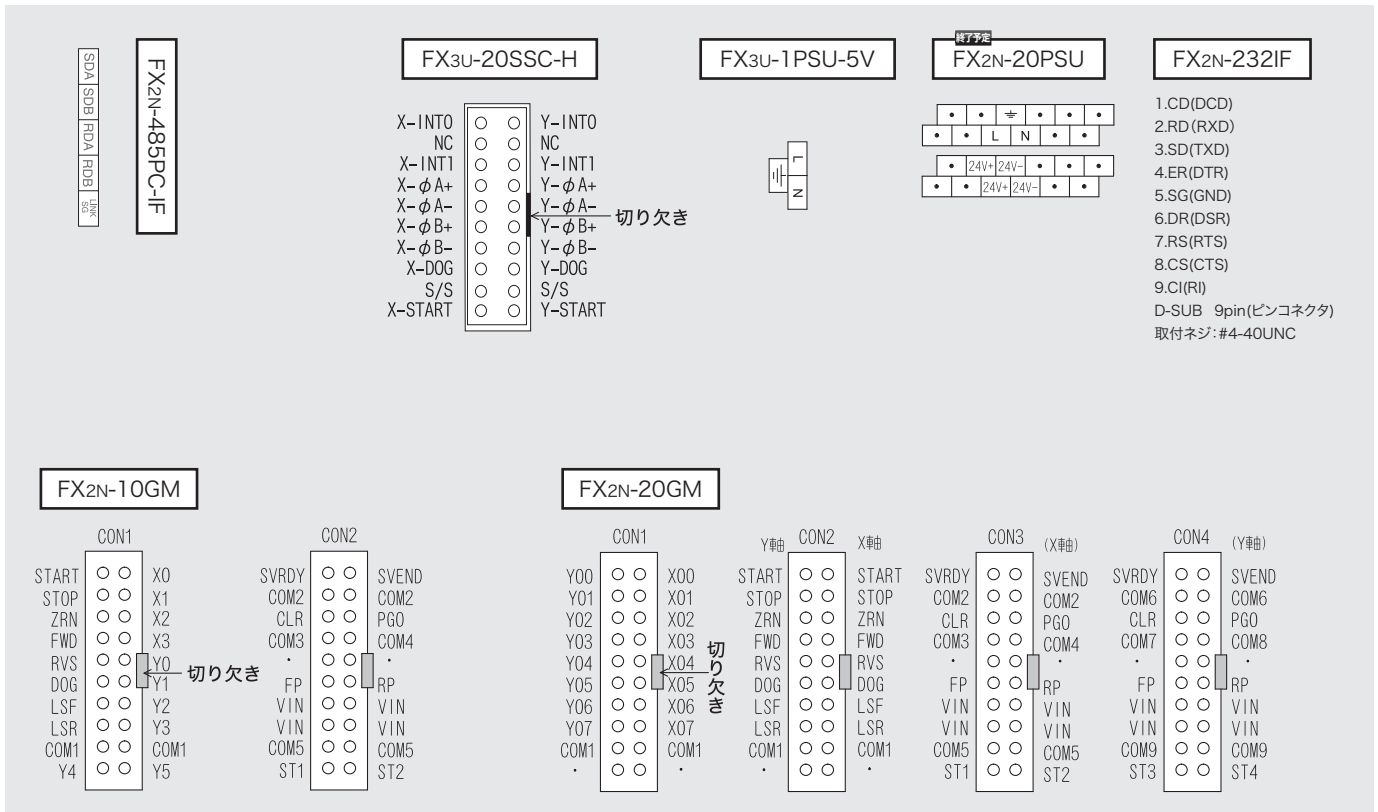 SDA SDB RDA RDB LINK SG
FX2N-485PC-IF
FX3U-20SSC-H
X-INT0 Y-INT0
NC NC
X-INT1 Y-INT1
X-φA+ Y-φA+
X-φA- Y-φA-
X-φB+ Y-φB+
X-φB- Y-φB-
X-DOG Y-DOG
S/S S/S
X-START Y-START
切り欠き
FX3U-1PSU-5V
L
N
終了予定
FX2N-20PSU
• • ⏚ • • •
• • L N • •
• 24V+ 24V- • • •
• • 24V+ 24V- • •
FX2N-232IF
1.CD(DCD)
2.RD(RXD)
3.SD(TXD)
4.ER(DTR)
5.SG(GND)
6.DR(DSR)
7.RS(RTS)
8.CS(CTS)
9.CI(RI)
D-SUB 9pin(ピンコネクタ)
取付ネジ:#4-40UNC
FX2N-10GM
CON1
START X0
STOP X1
ZRN X2
FWD X3
RVS Y0
DOG Y1
LSF Y2
LSR Y3
COM1 COM1
Y4 Y5
切り欠き
CON2
SVRDY SVEND
COM2 COM2
CLR PG0
COM3 COM4
・ ・
FP RP
VIN VIN
VIN VIN
COM5 COM5
ST1 ST2
FX2N-20GM
CON1
Y00 X00
Y01 X01
Y02 X02
Y03 X03
Y04 X04
Y05 X05
Y06 X06
Y07 X07
COM1 COM1
・ ・
切り欠き
Y軸 CON2 X軸
START START
STOP STOP
ZRN ZRN
FWD FWD
RVS RVS
DOG DOG
LSF LSF
LSR LSR
COM1 COM1
・ ・
CON3 (X軸)
SVRDY SVEND
COM2 COM2
CLR PG0
COM3 COM4
・ ・
FP RP
VIN VIN
VIN VIN
COM5 COM5
ST1 ST2
CON4 (Y軸)
SVRDY SVEND
COM6 COM6
CLR PG0
COM7 COM8
・ ・
FP RP
VIN VIN
VIN VIN
COM9 COM9
ST3 ST4